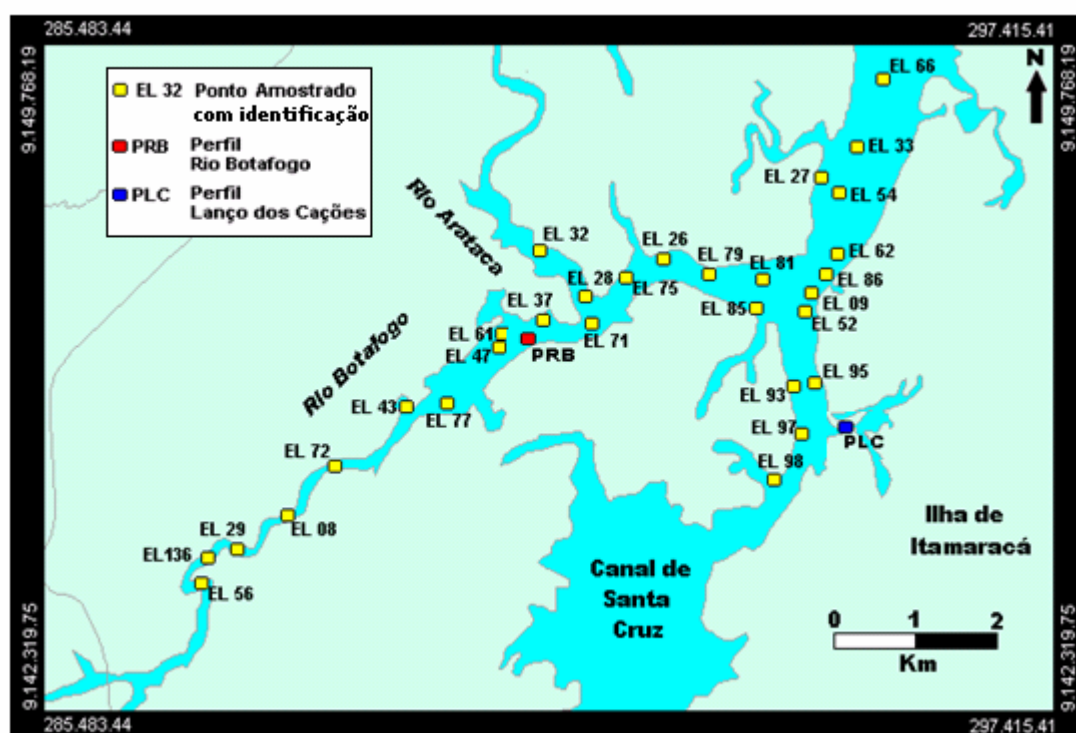 285.483.44
297.415.41
9.149.768.19
9.149.768.19
N
EL 32 Ponto Amostrado
com identificação
PRB Perfil
Rio Botafogo
PLC Perfil
Lanço dos Cações
EL 66
EL 33
EL 27
EL 54
Rio Arataca
EL 32
EL 26
EL 79
EL 81
EL 62
EL 86
EL 28
EL 75
EL 09
EL 37
EL 85
EL 52
EL 61
EL 71
EL 47
PRB
Rio Botafogo
EL 95
EL 93
EL 43
EL 77
EL 97
PLC
EL 72
EL 98
EL 08
EL 29
EL136
EL 56
Ilha de
Itamaracá
Canal de
Santa
Cruz
0 1 2
Km
9.142.319.75
9.142.319.75
285.483.44
297.415.41